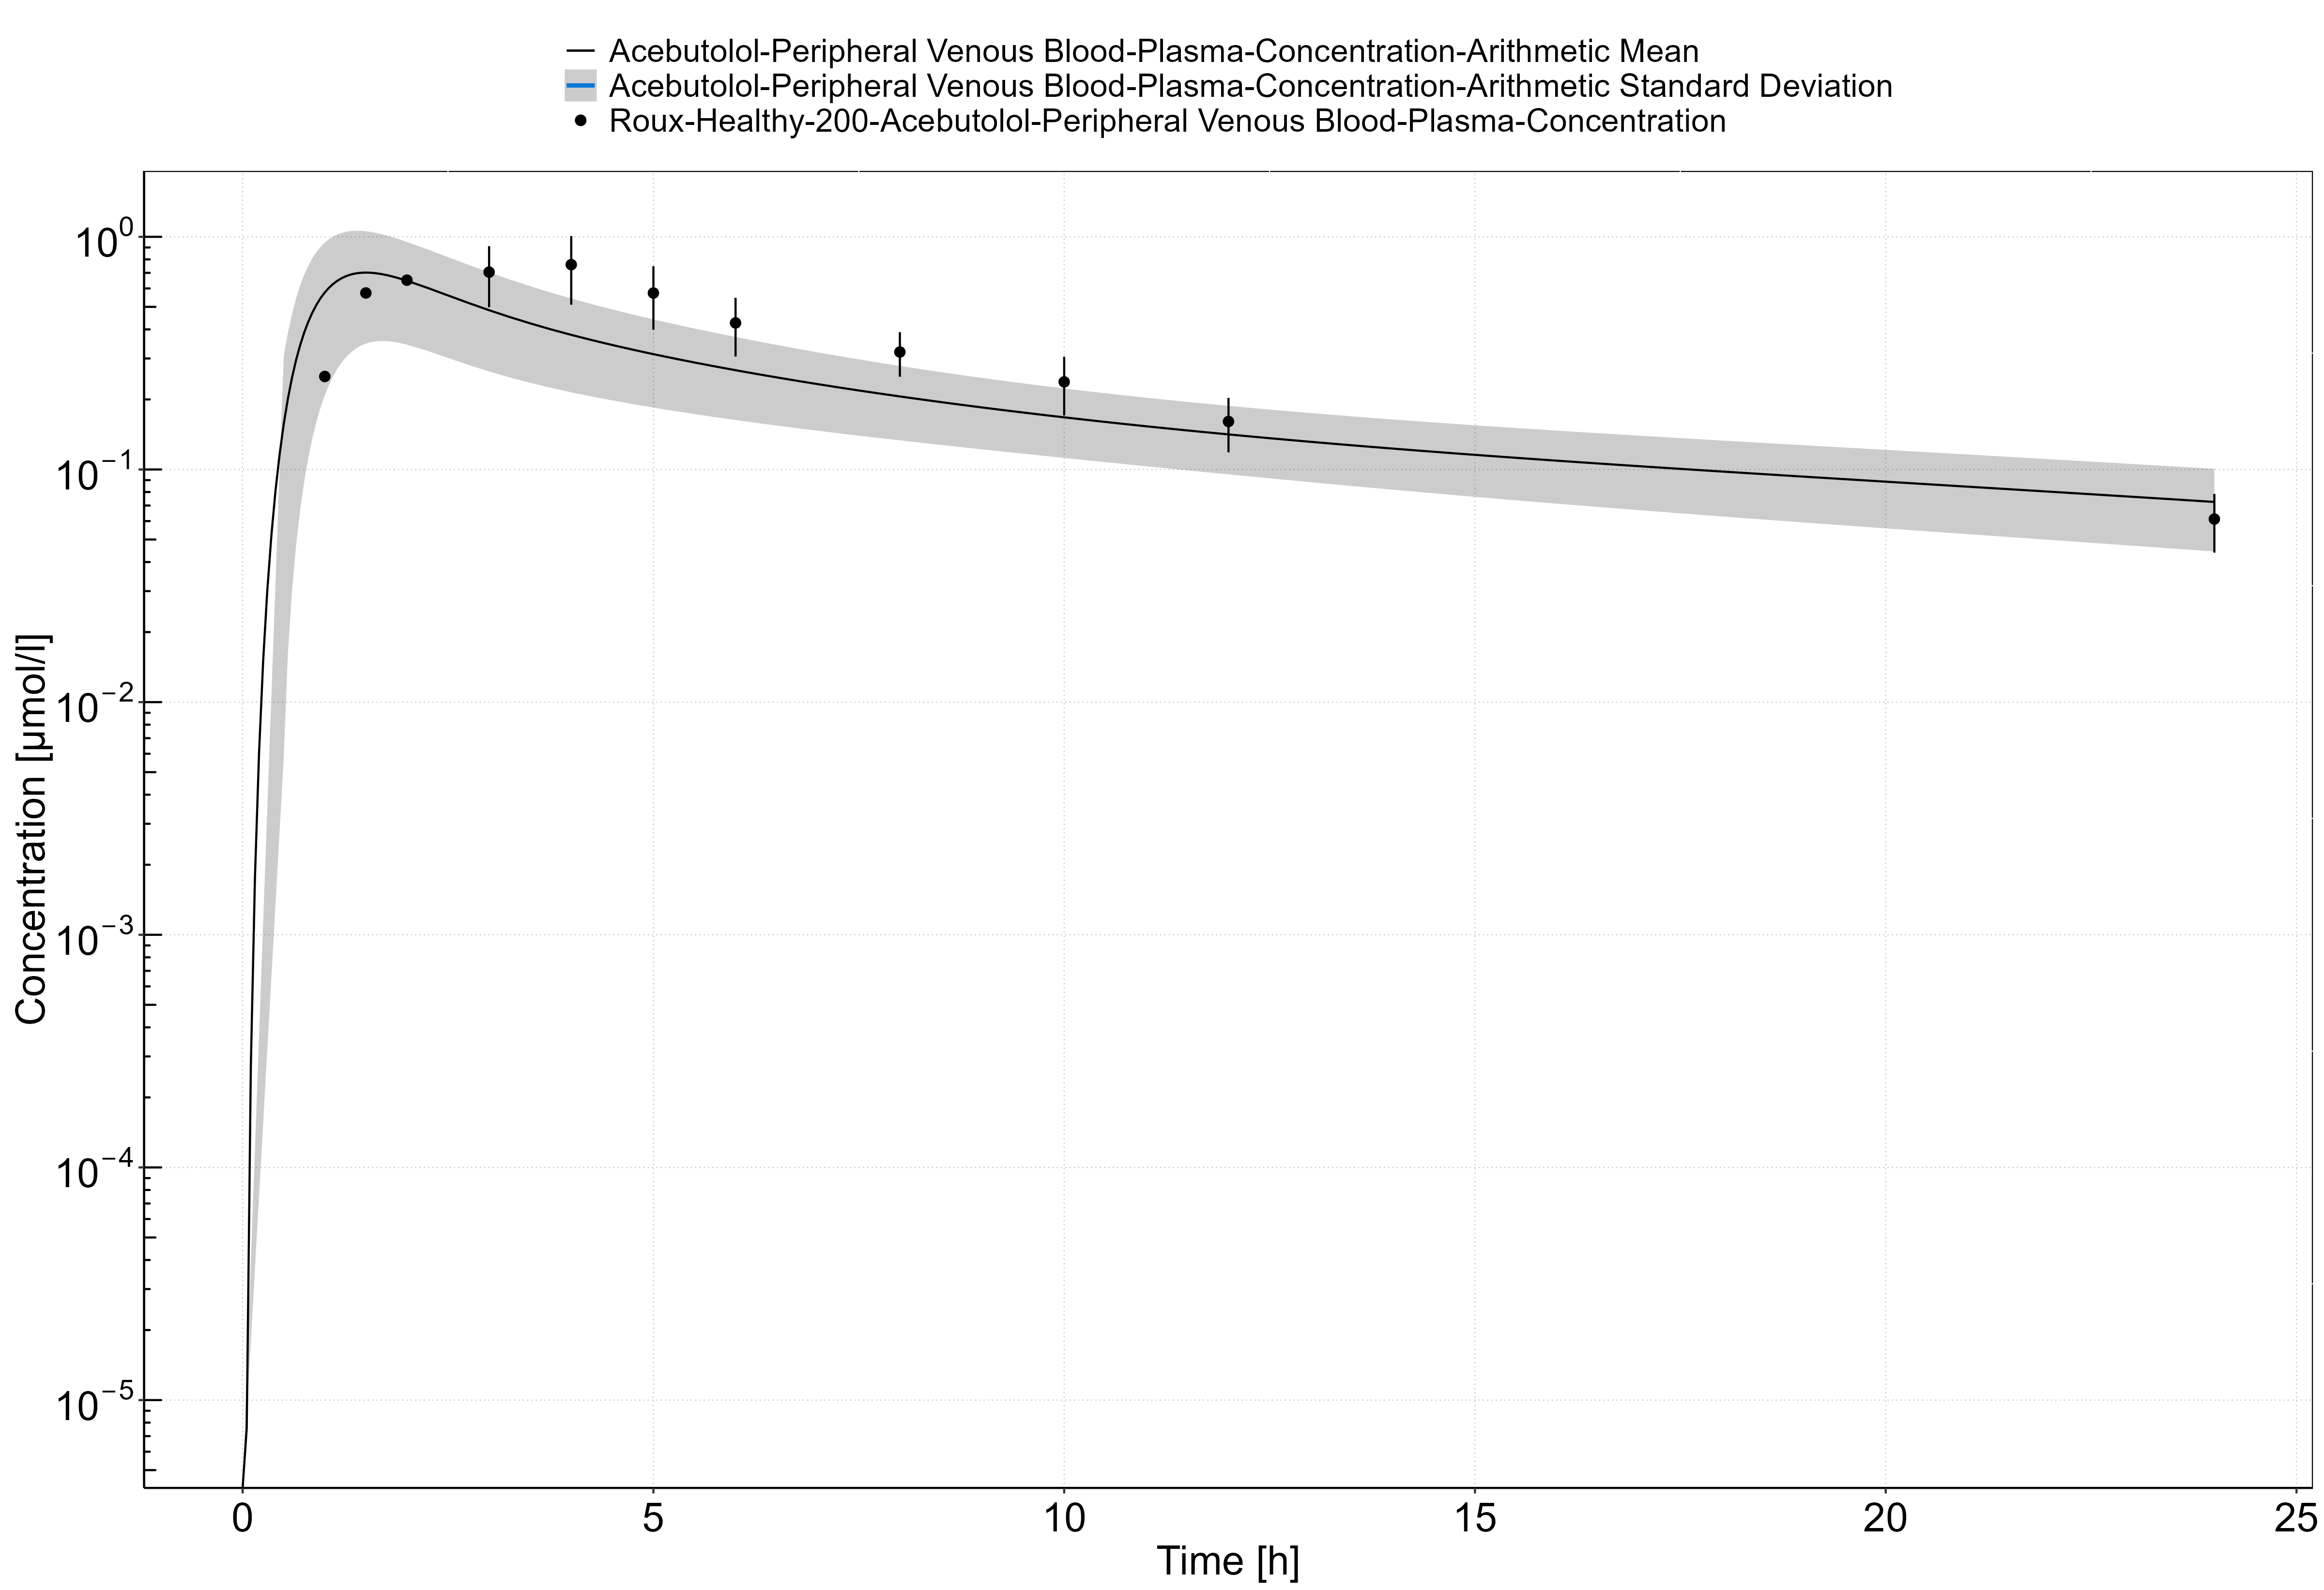 Acebutolol-Peripheral Venous Blood-Plasma-Concentration-Arithmetic Mean
Acebutolol-Peripheral Venous Blood-Plasma-Concentration-Arithmetic Standard Deviation
Roux-Healthy-200-Acebutolol-Peripheral Venous Blood-Plasma-Concentration
Concentration [µmol/l]
10⁰
10⁻¹
10⁻²
10⁻³
10⁻⁴
10⁻⁵
0 5 10 15 20 25
Time [h]